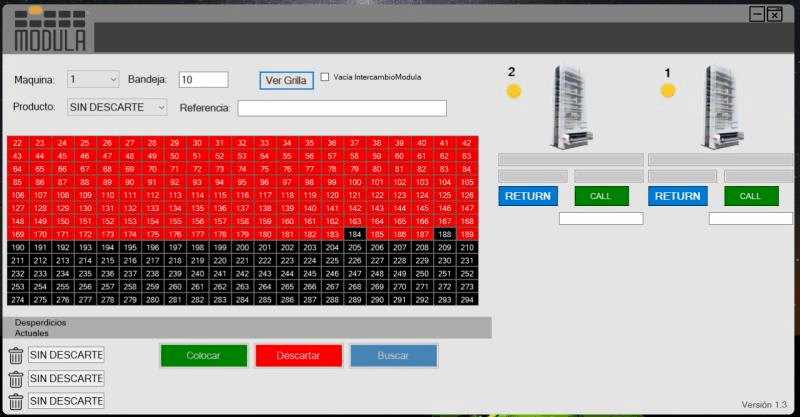 MODULA
Maquina: 1 Bandeja: 10 Ver Grilla Vacia IntercambioModula
Producto: SIN DESCARTE Referencia:
2 1
22 23 24 25 26 27 28 29 30 31 32 33 34 35 36 37 38 39 40 41 42
43 44 45 46 47 48 49 50 51 52 53 54 55 56 57 58 59 60 61 62 63
64 65 66 67 68 69 70 71 72 73 74 75 76 77 78 79 80 81 82 83 84
85 86 87 88 89 90 91 92 93 94 95 96 97 98 99 100 101 102 103 104 105
106 107 108 109 110 111 112 113 114 115 116 117 118 119 120 121 122 123 124 125 126
127 128 129 130 131 132 133 134 135 136 137 138 139 140 141 142 143 144 145 146 147
148 149 150 151 152 153 154 155 156 157 158 159 160 161 162 163 164 165 166 167 168
169 170 171 172 173 174 175 176 177 178 179 180 181 182 183 184 185 186 187 188 189
190 191 192 193 194 195 196 197 198 199 200 201 202 203 204 205 206 207 208 209 210
211 212 213 214 215 216 217 218 219 220 221 222 223 224 225 226 227 228 229 230 231
232 233 234 235 236 237 238 239 240 241 242 243 244 245 246 247 248 249 250 251 252
253 254 255 256 257 258 259 260 261 262 263 264 265 266 267 268 269 270 271 272 273
274 275 276 277 278 279 280 281 282 283 284 285 286 287 288 289 290 291 292 293 294
RETURN CALL RETURN CALL
Desperdicios
Actuales
SIN DESCARTE Colocar Descartar Buscar
SIN DESCARTE
SIN DESCARTE
Versión 1.3